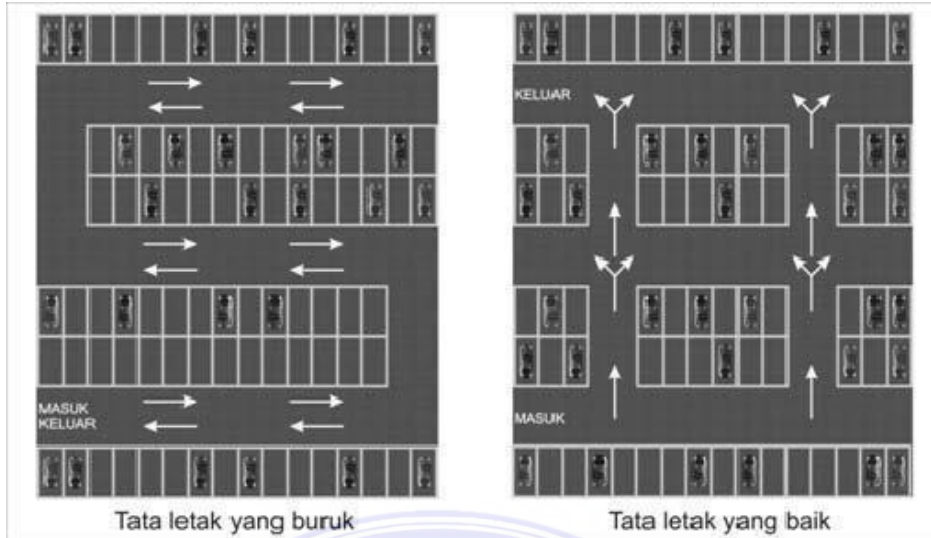 KELUAR
MASUK
KELUAR
MASUK
Tata letak yang buruk
Tata letak yang baik